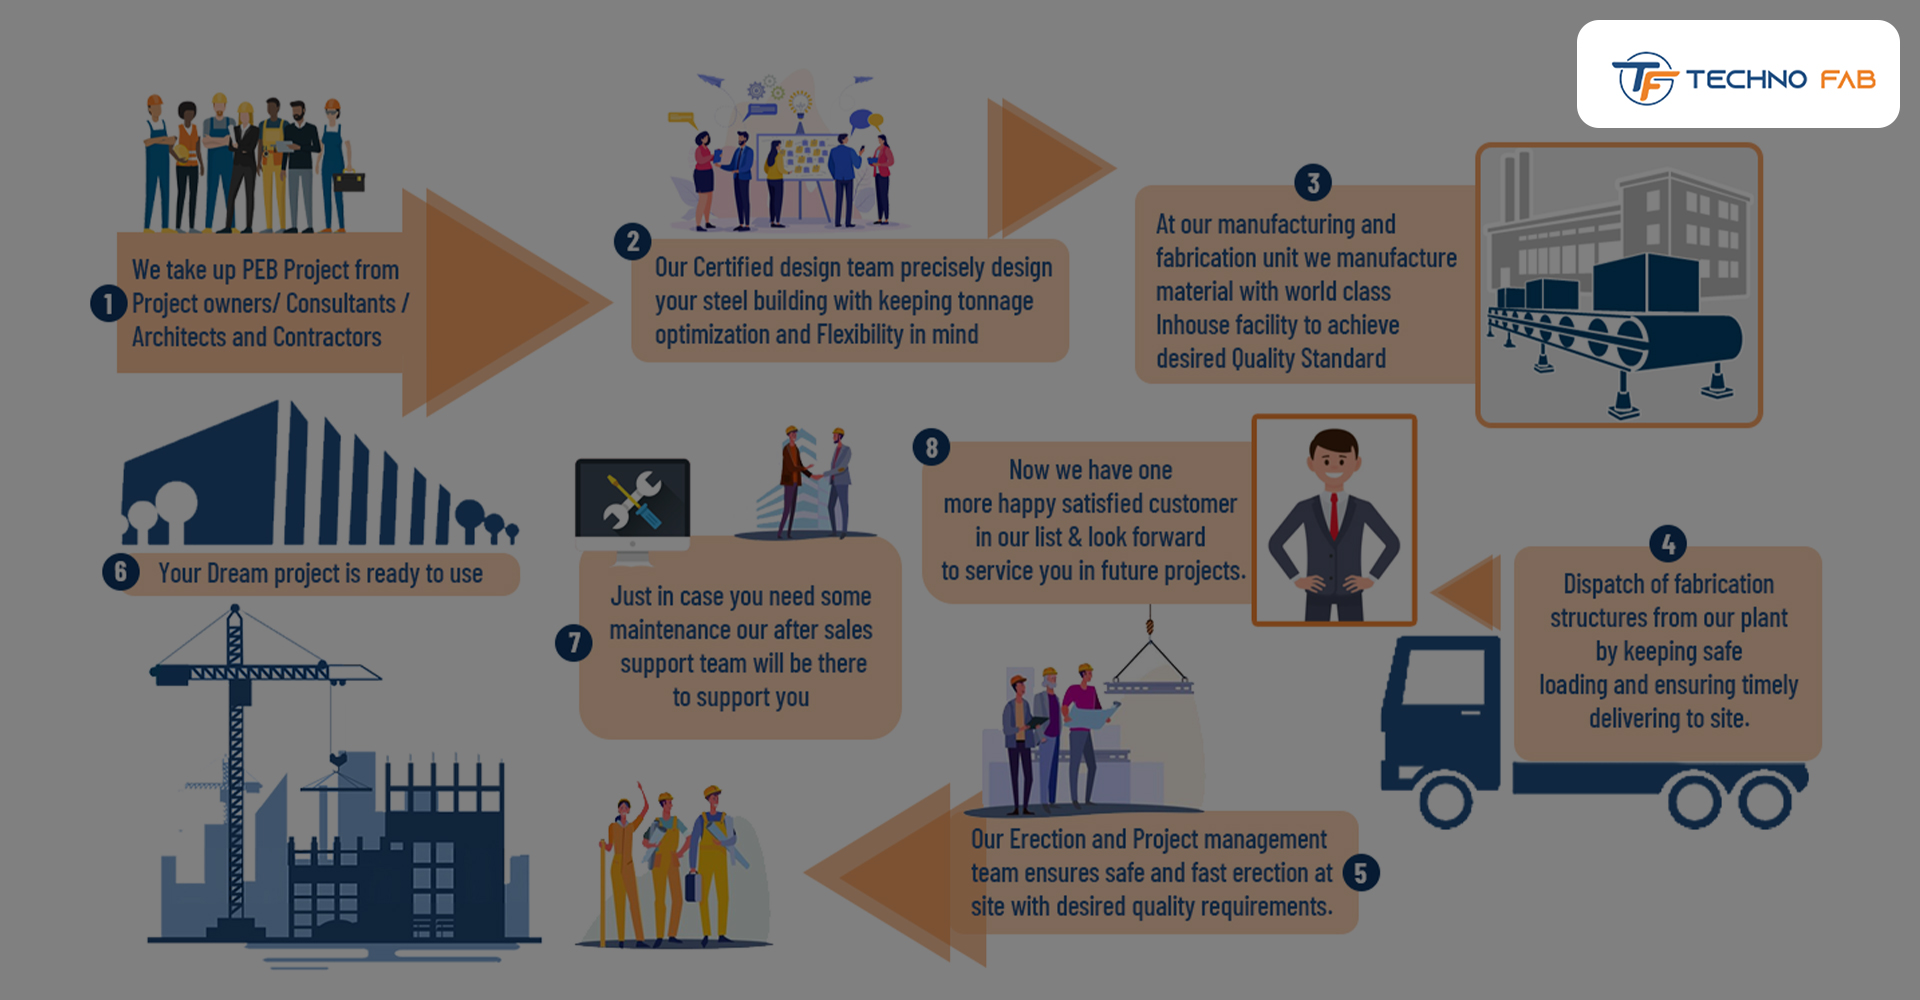 TF TECHNO FAB
1
We take up PEB Project from
Project owners/ Consultants /
Architects and Contractors
2
Our Certified design team precisely design
your steel building with keeping tonnage
optimization and Flexibility in mind
3
At our manufacturing and
fabrication unit we manufacture
material with world class
Inhouse facility to achieve
desired Quality Standard
4
Dispatch of fabrication
structures from our plant
by keeping safe
loading and ensuring timely
delivering to site.
5
Our Erection and Project management
team ensures safe and fast erection at
site with desired quality requirements.
6
Your Dream project is ready to use
7
Just in case you need some
maintenance our after sales
support team will be there
to support you
8
Now we have one
more happy satisfied customer
in our list & look forward
to service you in future projects.